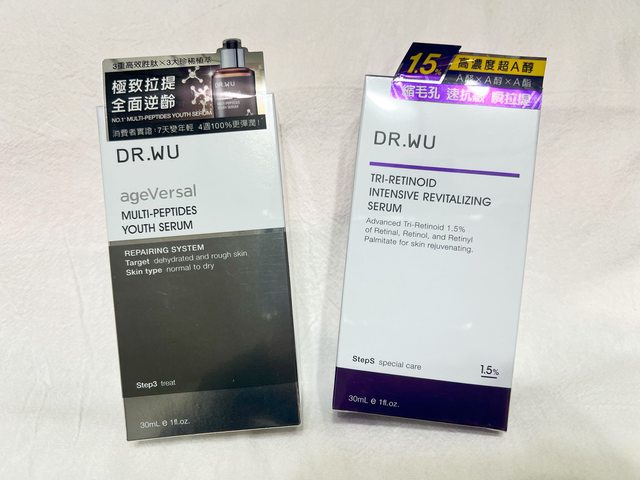 3重高效胜肽×3大珍稀植萃
極致拉提
全面逆齡
NO.1* MULTI-PEPTIDES YOUTH SERUM
消費者實證:7天變年輕 4週100%更彈潤!
DR.WU
MULTI-PEPTIDES
YOUTH SERUM
DR.WU
ageVersal
MULTI-PEPTIDES
YOUTH SERUM
REPAIRING SYSTEM
Target dehydrated and rough skin
Skin type normal to dry
Step3 treat
30mL e 1fl.oz.
1.5%
高濃度超A醇
A醛×A醇×A酯
縮毛孔 速抗皺 瞬拉提
DR.WU
TRI-RETINOID
INTENSIVE REVITALIZING
SERUM
Advanced Tri-Retinoid 1.5%
of Retinal, Retinol, and Retinyl
Palmitate for skin rejuvenating.
StepS special care
1.5%
30mL e 1fl.oz.